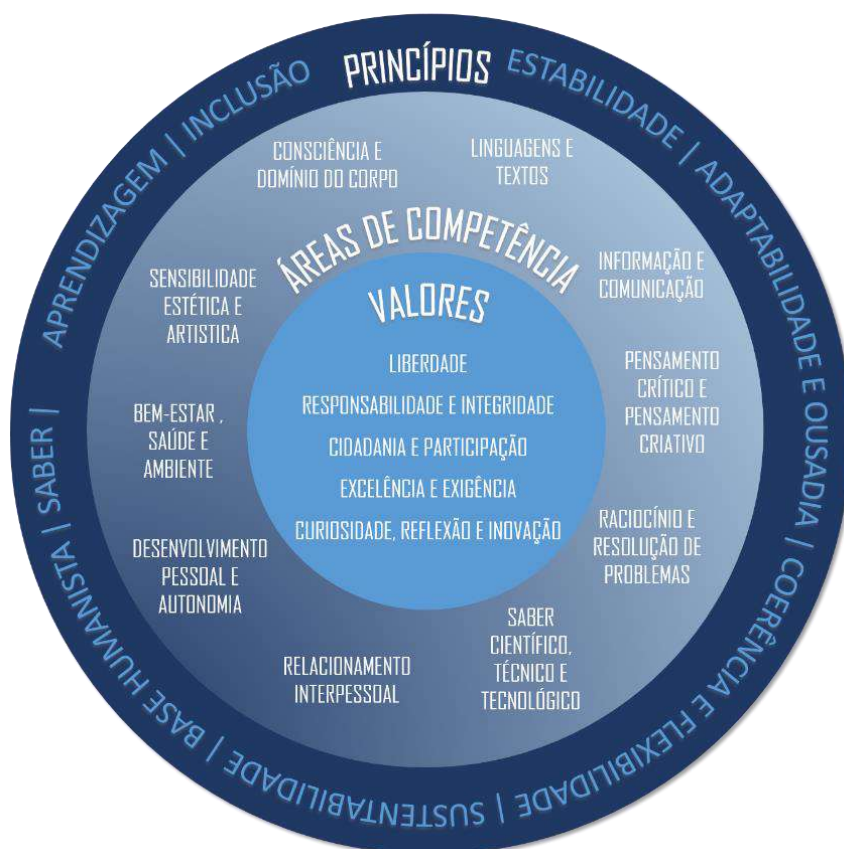 PRINCÍPIOS
ESTABILIDADE | ADAPTABILIDADE E OUSADIA | COERÊNCIA E FLEXIBILIDADE | SUSTENTABILIDADE | BASE HUMANISTA | SABER |
APRENDIZAGEM | INCLUSÃO
ÁREAS DE COMPETÊNCIA
LINGUAGENS E
TEXTOS
INFORMAÇÃO E
COMUNICAÇÃO
PENSAMENTO
CRÍTICO E
PENSAMENTO
CRIATIVO
RACIOCÍNIO E
RESOLUÇÃO DE
PROBLEMAS
SABER
CIENTÍFICO,
TÉCNICO E
TECNOLÓGICO
RELACIONAMENTO
INTERPESSOAL
DESENVOLVIMENTO
PESSOAL E
AUTONOMIA
BEM-ESTAR ,
SAÚDE E
AMBIENTE
SENSIBILIDADE
ESTÉTICA E
ARTISTICA
CONSCIÊNCIA E
DOMÍNIO DO CORPO
VALORES
LIBERDADE
RESPONSABILIDADE E INTEGRIDADE
CIDADANIA E PARTICIPAÇÃO
EXCELÊNCIA E EXIGÊNCIA
CURIOSIDADE, REFLEXÃO E INOVAÇÃO